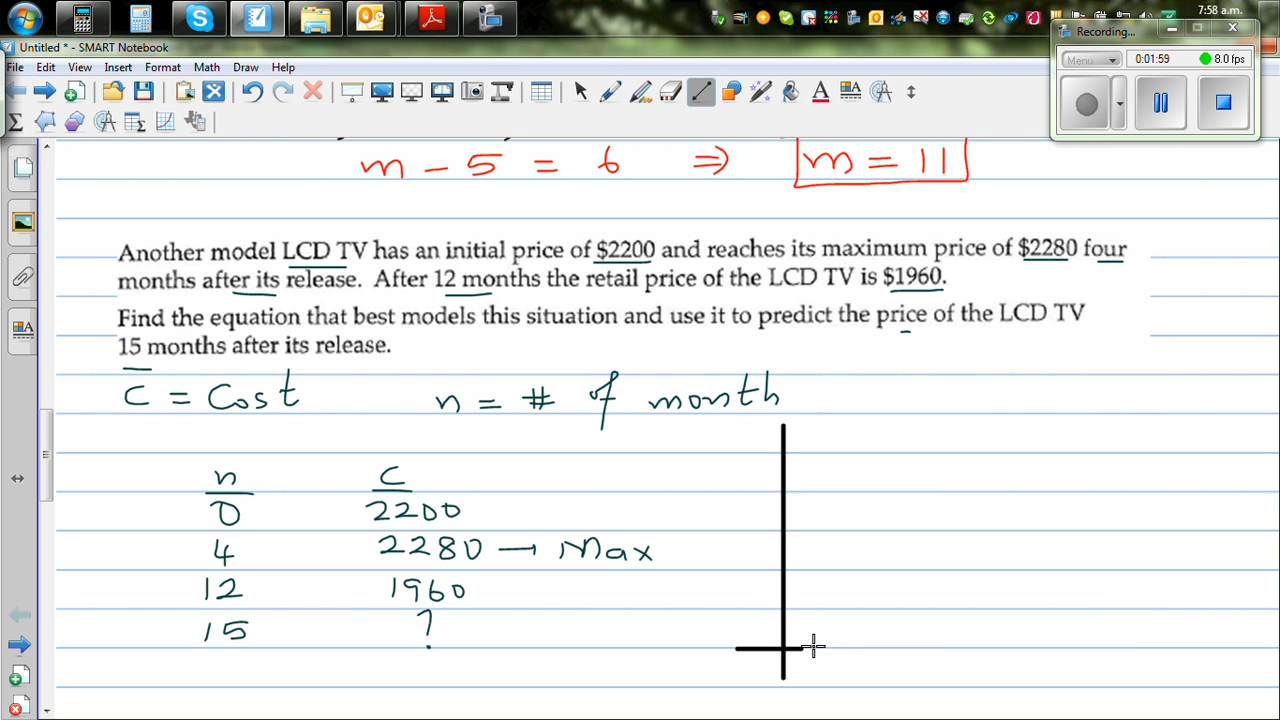 7:58 a.m.
Untitled * - SMART Notebook
Recording...
File Edit View Insert Format Math Draw Help
Menu 0:01:59 8.0 fps
m - 5 = 6 ⇒ m = 11
Another model LCD TV has an initial price of $2200 and reaches its maximum price of $2280 four
months after its release. After 12 months the retail price of the LCD TV is $1960.
Find the equation that best models this situation and use it to predict the price of the LCD TV
15 months after its release.
C = Cost n = # of month
n C
0 2200
4 2280 → Max
12 1960
15 ?